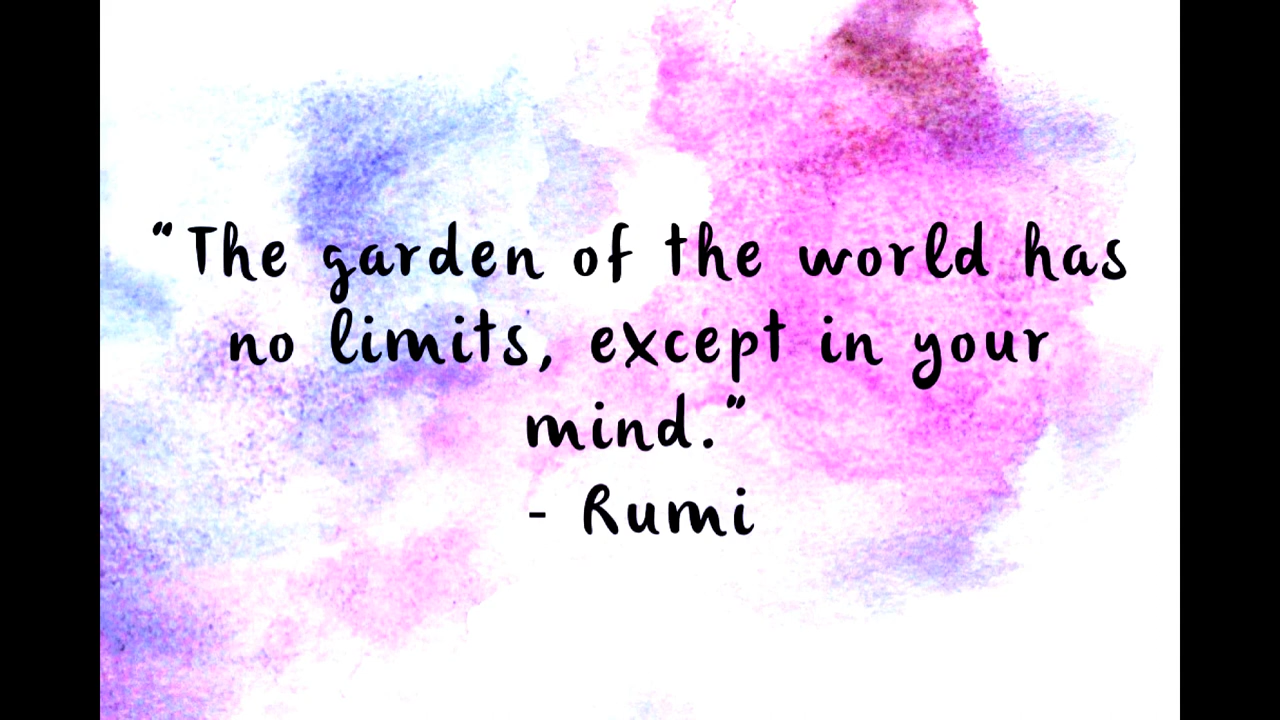 “The garden of the world has
no limits, except in your
mind.”
- Rumi